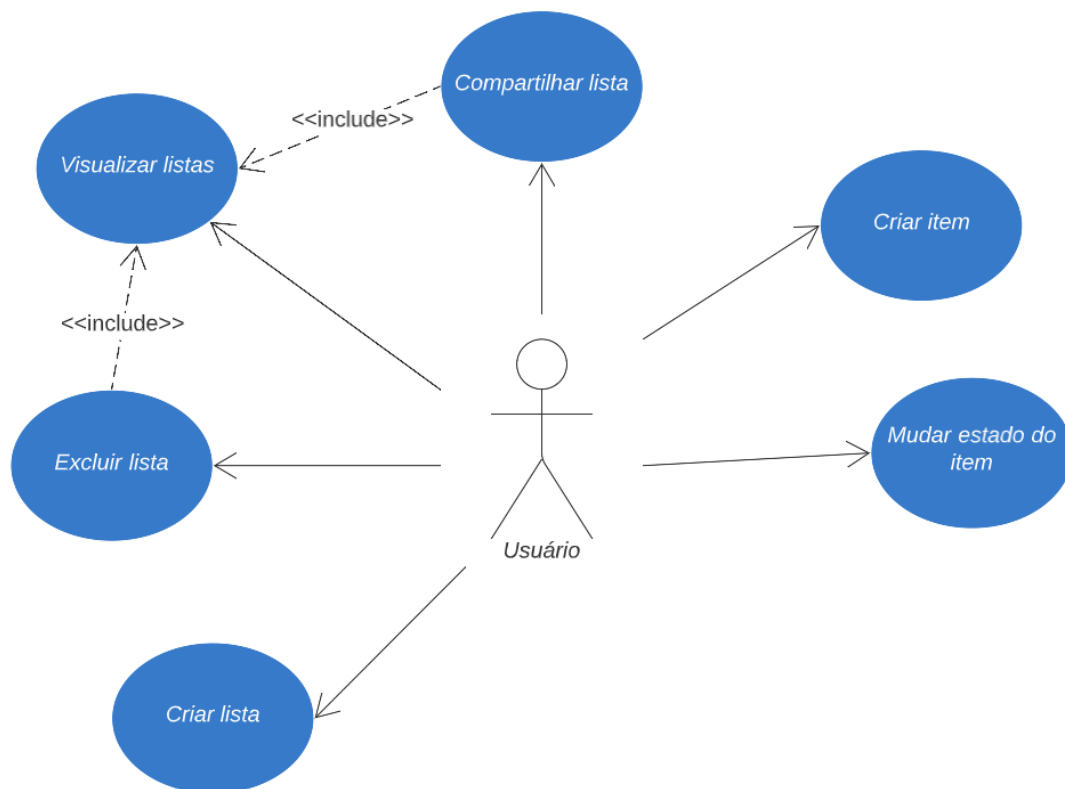 Compartilhar lista
<<include>>
Visualizar listas
Criar item
<<include>>
Mudar estado do
item
Excluir lista
Usuário
Criar lista